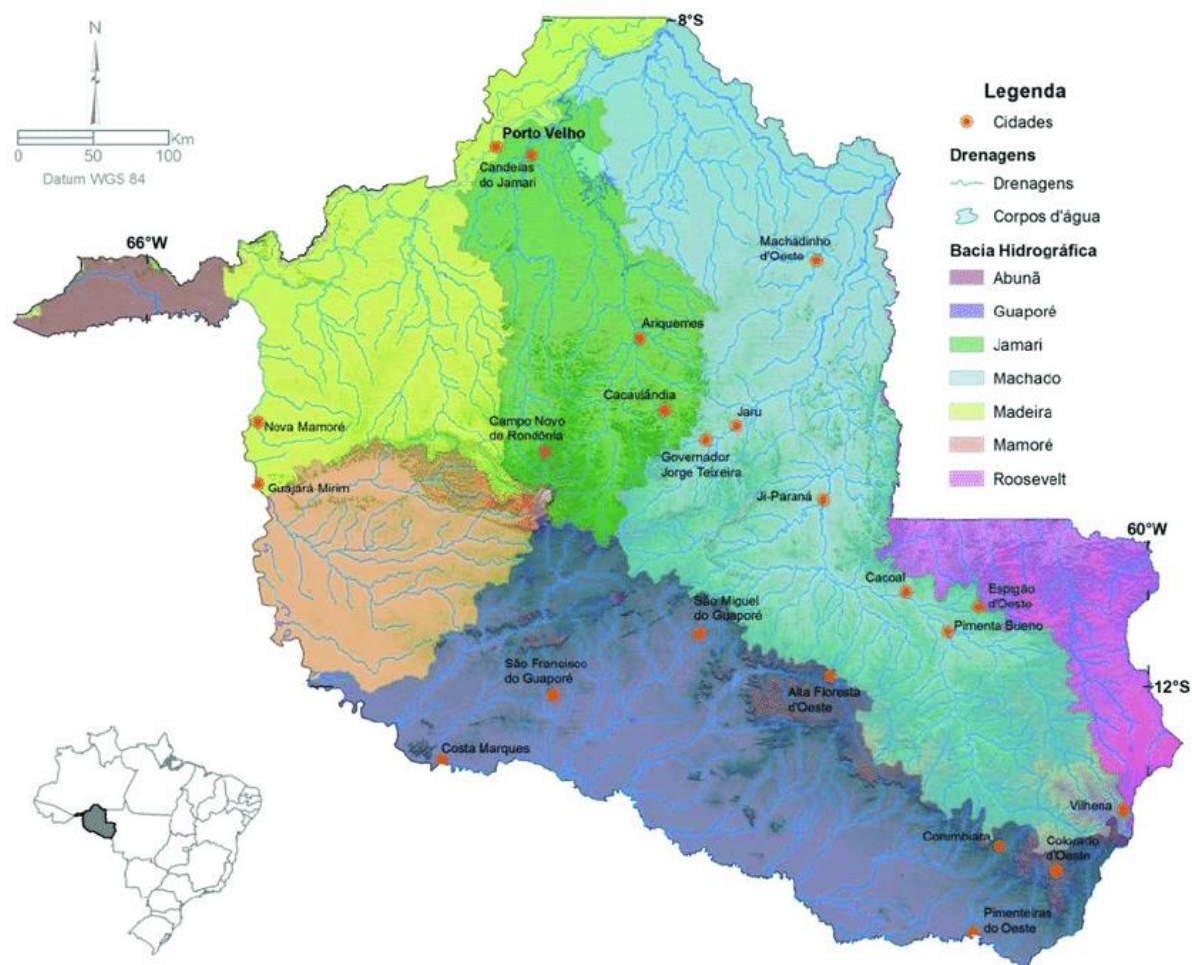 N
Km
0 50 100
Datum WGS 84
8°S
66°W
60°W
12°S
Porto Velho
Candeias
do Jamari
Machadinho
d'Oeste
Ariquemes
Cacaulândia
Jaru
Campo Novo
de Rondônia
Governador
Jorge Teixeira
Nova Mamoré
Guajará-Mirim
Ji-Paraná
Cacoal
Espigão
d'Oeste
Pimenta Bueno
São Miguel
do Guaporé
São Francisco
do Guaporé
Alta Floresta
d'Oeste
Costa Marques
Vilhena
Corumbiara
Colorado
d'Oeste
Pimenteiras
do Oeste
Legenda
Cidades
Drenagens
Drenagens
Corpos d'água
Bacia Hidrográfica
Abunã
Guaporé
Jamari
Machado
Madeira
Mamoré
Roosevelt